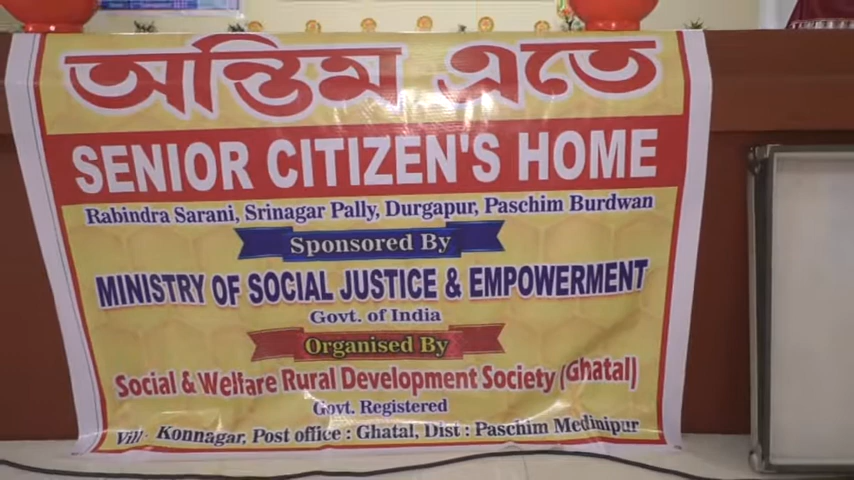 অন্তিম এতে
SENIOR CITIZEN'S HOME
Rabindra Sarani, Srinagar Pally, Durgapur, Paschim Burdwan
Sponsored By
MINISTRY OF SOCIAL JUSTICE & EMPOWERMENT
Govt. Of India
Organised By
Social & Welfare Rural Development Society (Ghatal)
Govt. Registered
Vill - Konnagar, Post office : Ghatal, Dist : Paschim Medinipur